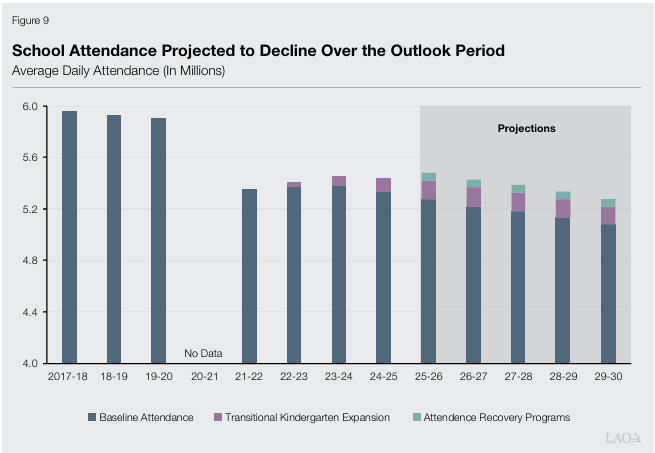 Figure 9
School Attendance Projected to Decline Over the Outlook Period
Average Daily Attendance (In Millions)
6.0
Projections
5.6
5.2
4.8
4.4
No Data
4.0
2017-18 18-19 19-20 20-21 21-22 22-23 23-24 24-25 25-26 26-27 27-28 28-29 29-30
Baseline Attendance Transitional Kindergarten Expansion Attendence Recovery Programs
LAO